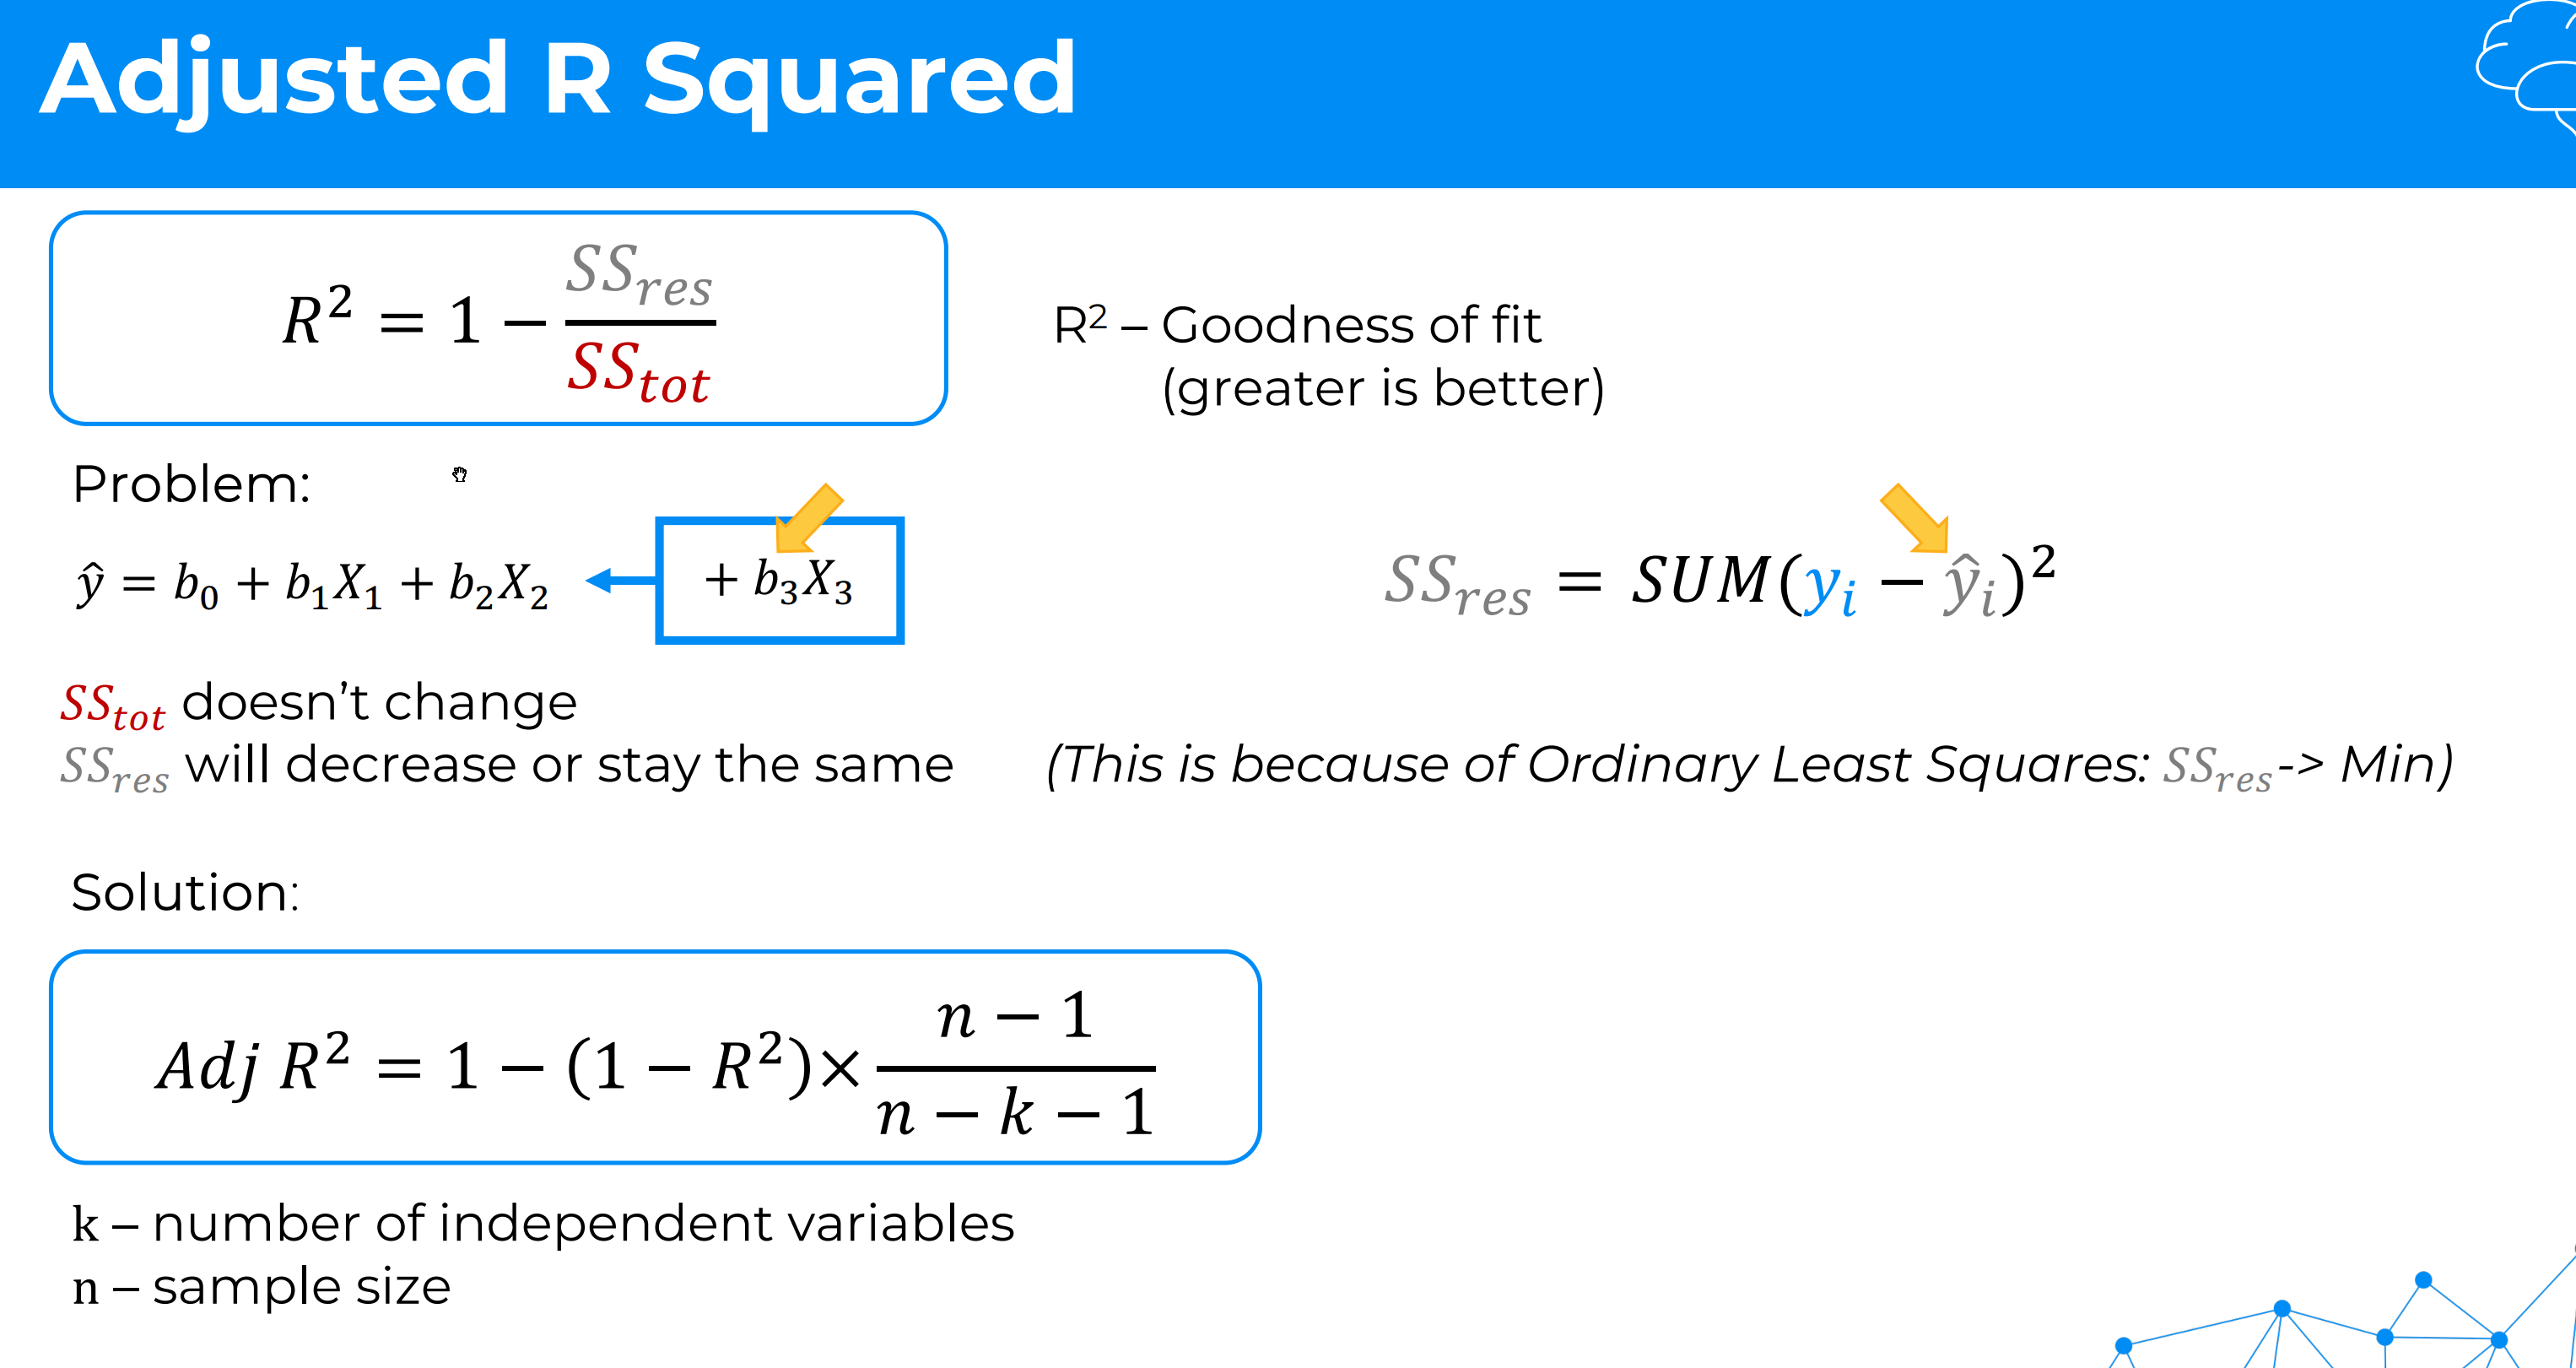 Adjusted R Squared
R² = 1 − SS_res / SS_tot
R² – Goodness of fit
(greater is better)
Problem:
ŷ = b₀ + b₁X₁ + b₂X₂ + b₃X₃
SS_res = SUM(yᵢ − ŷᵢ)²
SS_tot doesn’t change
SS_res will decrease or stay the same (This is because of Ordinary Least Squares: SS_res -> Min)
Solution:
Adj R² = 1 − (1 − R²) × (n − 1) / (n − k − 1)
k – number of independent variables
n – sample size